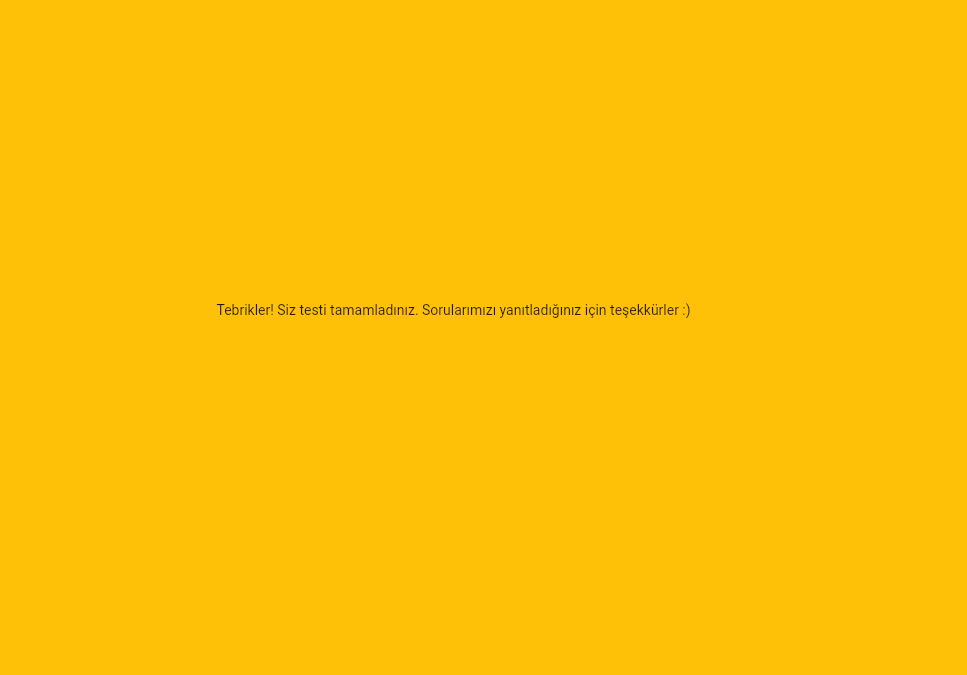 Tebrikler! Siz testi tamamladınız. Sorularımızı yanıtladığınız için teşekkürler :)